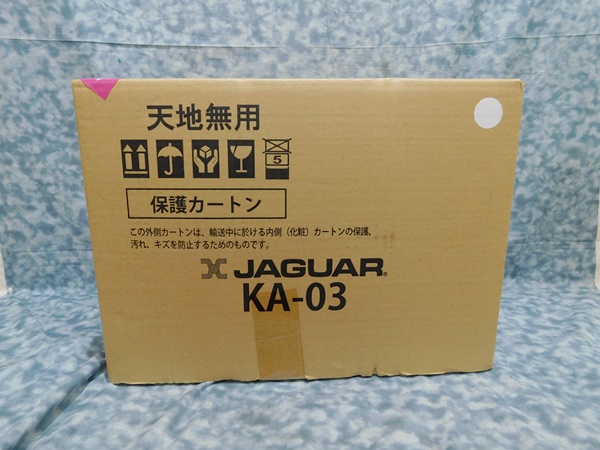 天地無用
5
保護カートン
この外側カートンは、輸送中に於ける内側（化粧）カートンの保護、
汚れ、キズを防止するためのものです。
JAGUAR®
KA-03